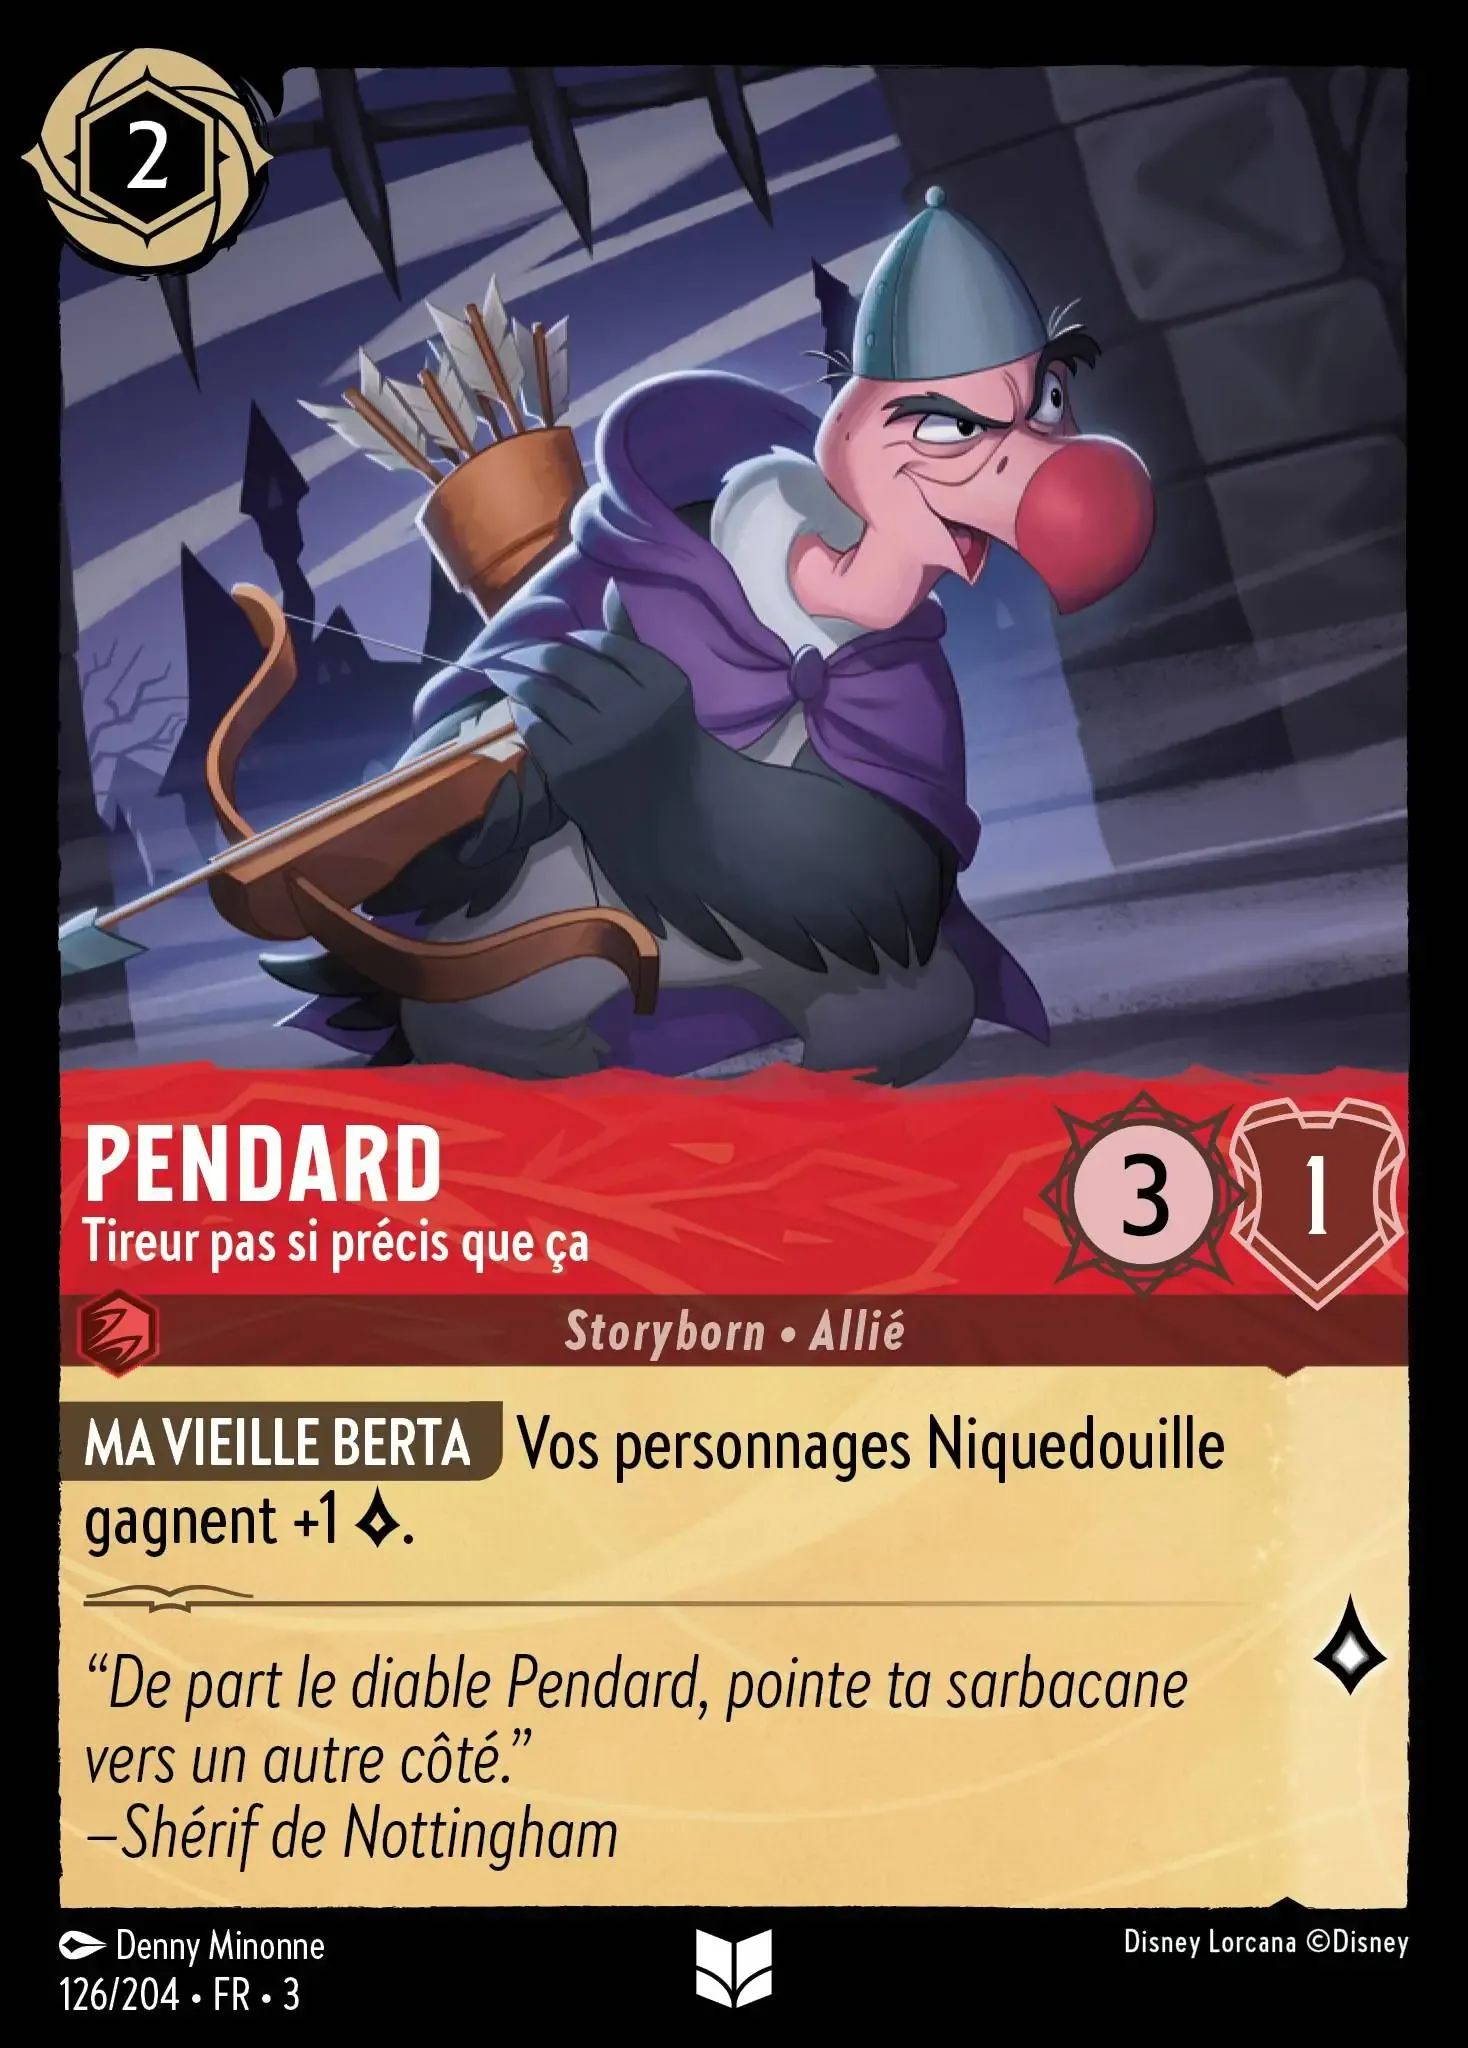 2
PENDARD
Tireur pas si précis que ça
3
1
Storyborn • Allié
MA VIEILLE BERTA Vos personnages Niquedouille
gagnent +1 .
“De part le diable Pendard, pointe ta sarbacane
vers un autre côté.”
–Shérif de Nottingham
Denny Minonne
126/204 • FR • 3
Disney Lorcana ©Disney